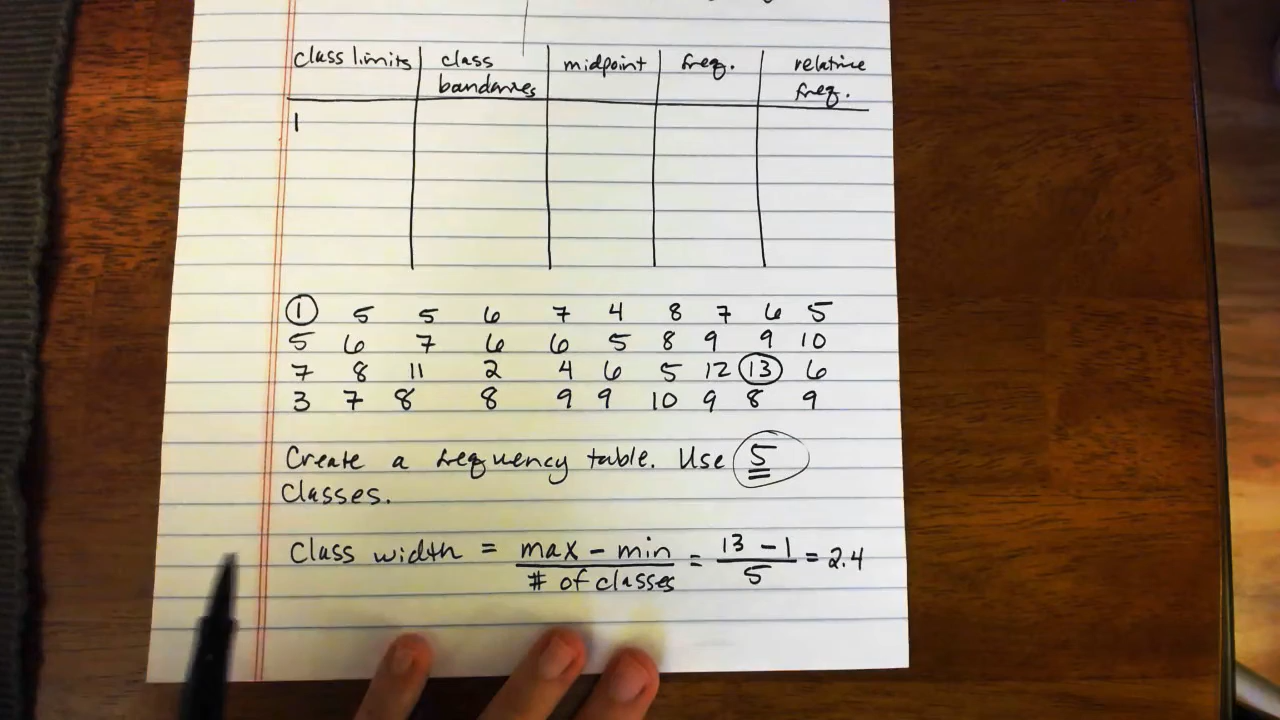 class limits class boundaries midpoint freq. relative freq.
1
1 5 5 6 7 4 8 7 6 5
5 6 7 6 6 5 8 9 9 10
7 8 11 2 4 6 5 12 13 6
3 7 8 8 9 9 10 9 8 9
Create a frequency table. Use 5
classes.
Class width = max - min / # of classes = 13 - 1 / 5 = 2.4